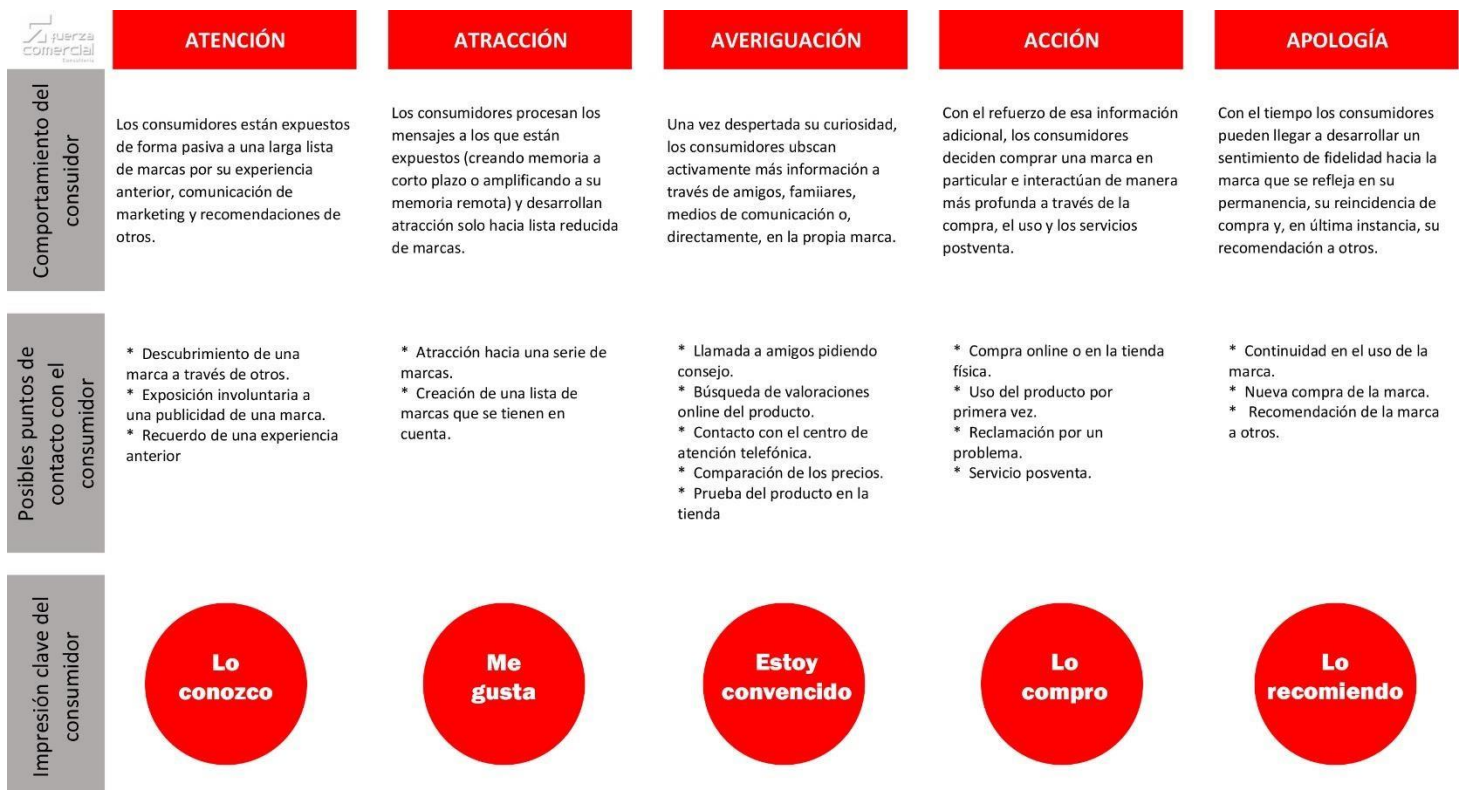 fuerza
comercial
Consultoría
ATENCIÓN
ATRACCIÓN
AVERIGUACIÓN
ACCIÓN
APOLOGÍA
Comportamiento del
consuidor
Los consumidores están expuestos
de forma pasiva a una larga lista
de marcas por su experiencia
anterior, comunicación de
marketing y recomendaciones de
otros.
Los consumidores procesan los
mensajes a los que están
expuestos (creando memoria a
corto plazo o amplificando a su
memoria remota) y desarrollan
atracción solo hacia lista reducida
de marcas.
Una vez despertada su curiosidad,
los consumidores ubscan
activamente más información a
través de amigos, famiiares,
medios de comunicación o,
directamente, en la propia marca.
Con el refuerzo de esa información
adicional, los consumidores
deciden comprar una marca en
particular e interactúan de manera
más profunda a través de la
compra, el uso y los servicios
postventa.
Con el tiempo los consumidores
pueden llegar a desarrollar un
sentimiento de fidelidad hacia la
marca que se refleja en su
permanencia, su reincidencia de
compra y, en última instancia, su
recomendación a otros.
Posibles puntos de
contacto con el
consumidor
* Descubrimiento de una
marca a través de otros.
* Exposición involuntaria a
una publicidad de una marca.
* Recuerdo de una experiencia
anterior
* Atracción hacia una serie de
marcas.
* Creación de una lista de
marcas que se tienen en
cuenta.
* Llamada a amigos pidiendo
consejo.
* Búsqueda de valoraciones
online del producto.
* Contacto con el centro de
atención telefónica.
* Comparación de los precios.
* Prueba del producto en la
tienda
* Compra online o en la tienda
física.
* Uso del producto por
primera vez.
* Reclamación por un
problema.
* Servicio posventa.
* Continuidad en el uso de la
marca.
* Nueva compra de la marca.
* Recomendación de la marca
a otros.
Impresión clave del
consumidor
Lo
conozco
Me
gusta
Estoy
convencido
Lo
compro
Lo
recomiendo